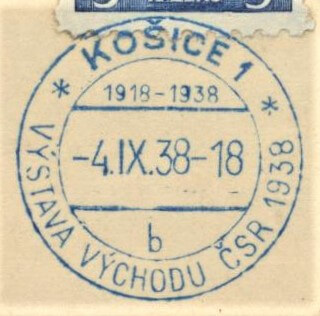 * KOŠICE 1 *
1918-1938
-4.IX.38-18
b
VÝSTAVA VÝCHODU ČSR 1938